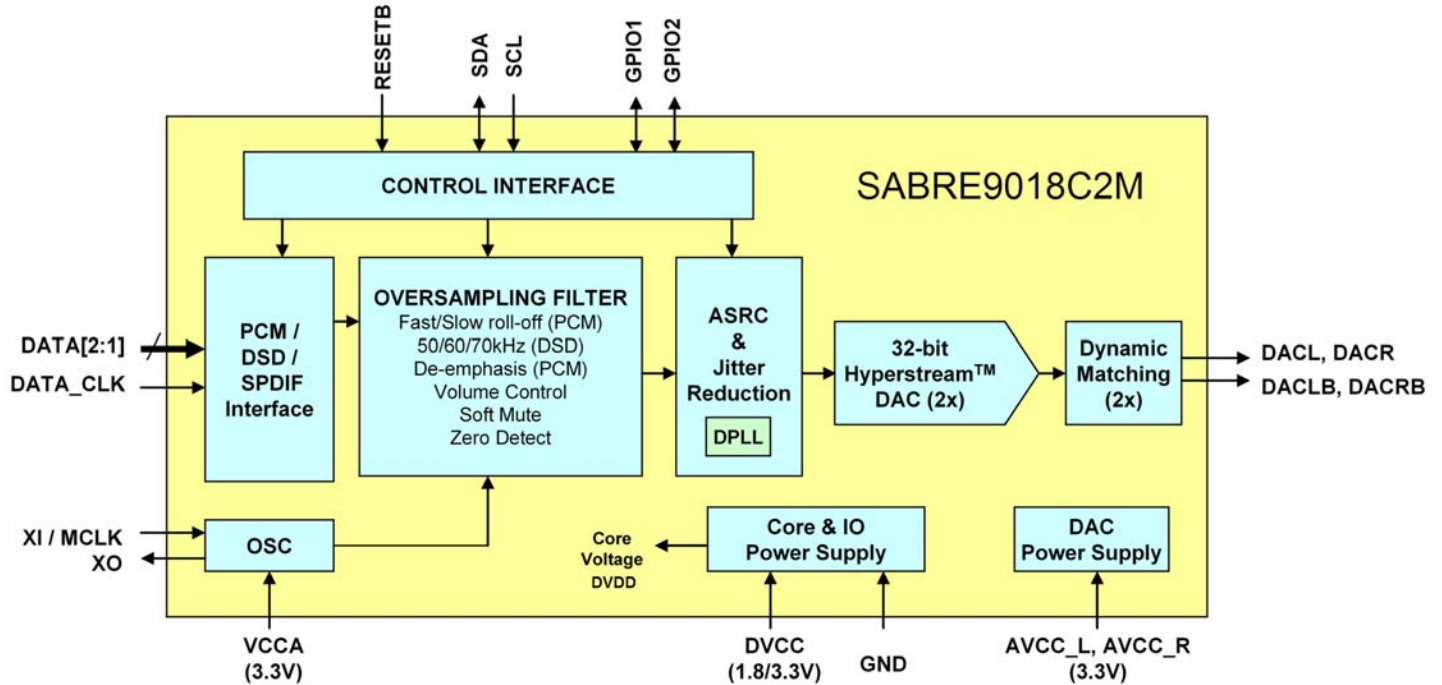 RESETB
SDA
SCL
GPIO1
GPIO2
CONTROL INTERFACE
SABRE9018C2M
DATA[2:1]
DATA_CLK
PCM /
DSD /
SPDIF
Interface
OVERSAMPLING FILTER
Fast/Slow roll-off (PCM)
50/60/70kHz (DSD)
De-emphasis (PCM)
Volume Control
Soft Mute
Zero Detect
ASRC
&
Jitter
Reduction
DPLL
32-bit
Hyperstream™
DAC (2x)
Dynamic
Matching
(2x)
DACL, DACR
DACLB, DACRB
XI / MCLK
XO
OSC
Core
Voltage
DVDD
Core & IO
Power Supply
DAC
Power Supply
VCCA
(3.3V)
DVCC
(1.8/3.3V)
GND
AVCC_L, AVCC_R
(3.3V)